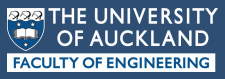 THE UNIVERSITY
OF AUCKLAND
FACULTY OF ENGINEERING